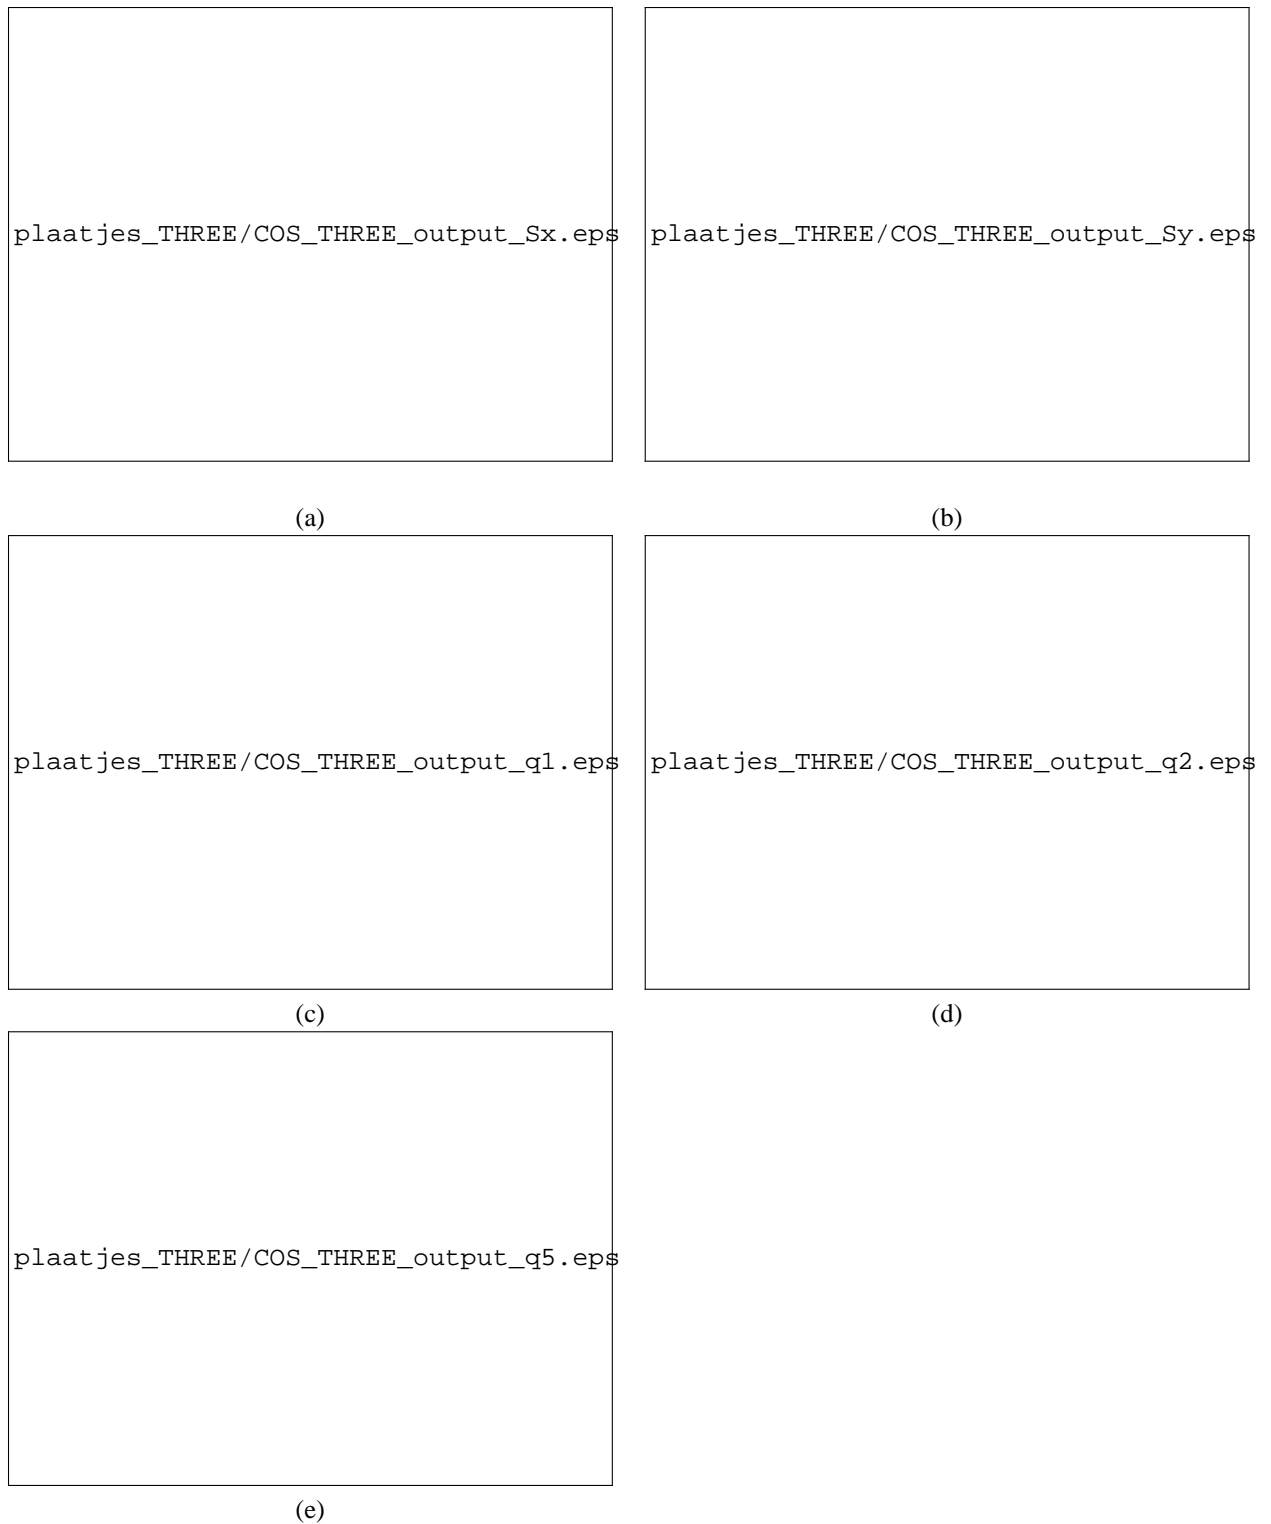 plaatjes_THREE/COS_THREE_output_Sx.eps
plaatjes_THREE/COS_THREE_output_Sy.eps
(a)
(b)
plaatjes_THREE/COS_THREE_output_q1.eps
plaatjes_THREE/COS_THREE_output_q2.eps
(c)
(d)
plaatjes_THREE/COS_THREE_output_q5.eps
(e)